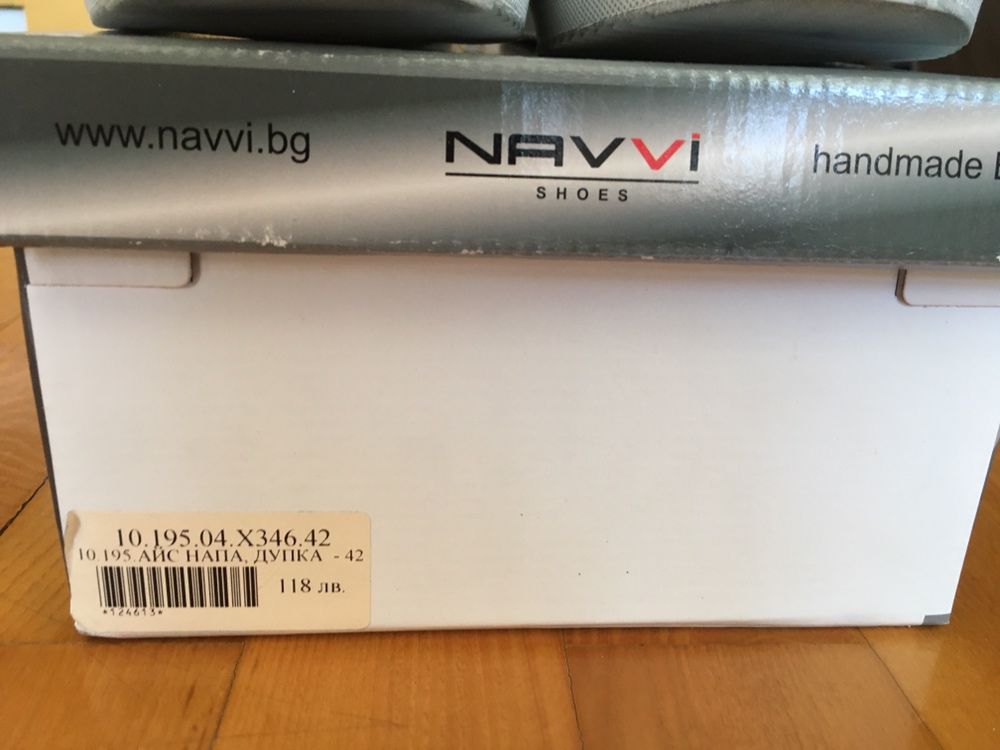 www.navvi.bg
NAVVi
SHOES
handmade
10.195.04.X346.42
10.195.АЙС НАПА, ДУПКА - 42
118 лв.
*124613*